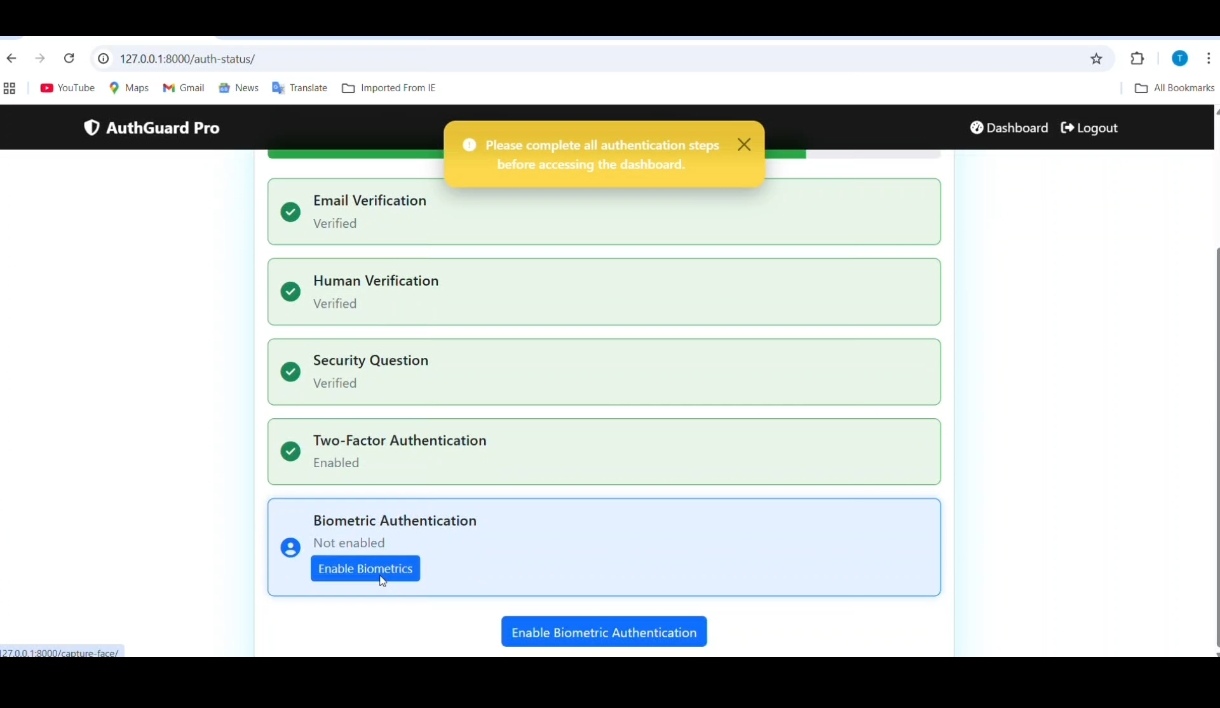 127.0.0.1:8000/auth-status/
YouTube Maps Gmail News Translate Imported From IE All Bookmarks
T
AuthGuard Pro Dashboard Logout
Please complete all authentication steps
before accessing the dashboard.
Email Verification
Verified
Human Verification
Verified
Security Question
Verified
Two-Factor Authentication
Enabled
Biometric Authentication
Not enabled
Enable Biometrics
Enable Biometric Authentication
127.0.0.1:8000/capture-face/